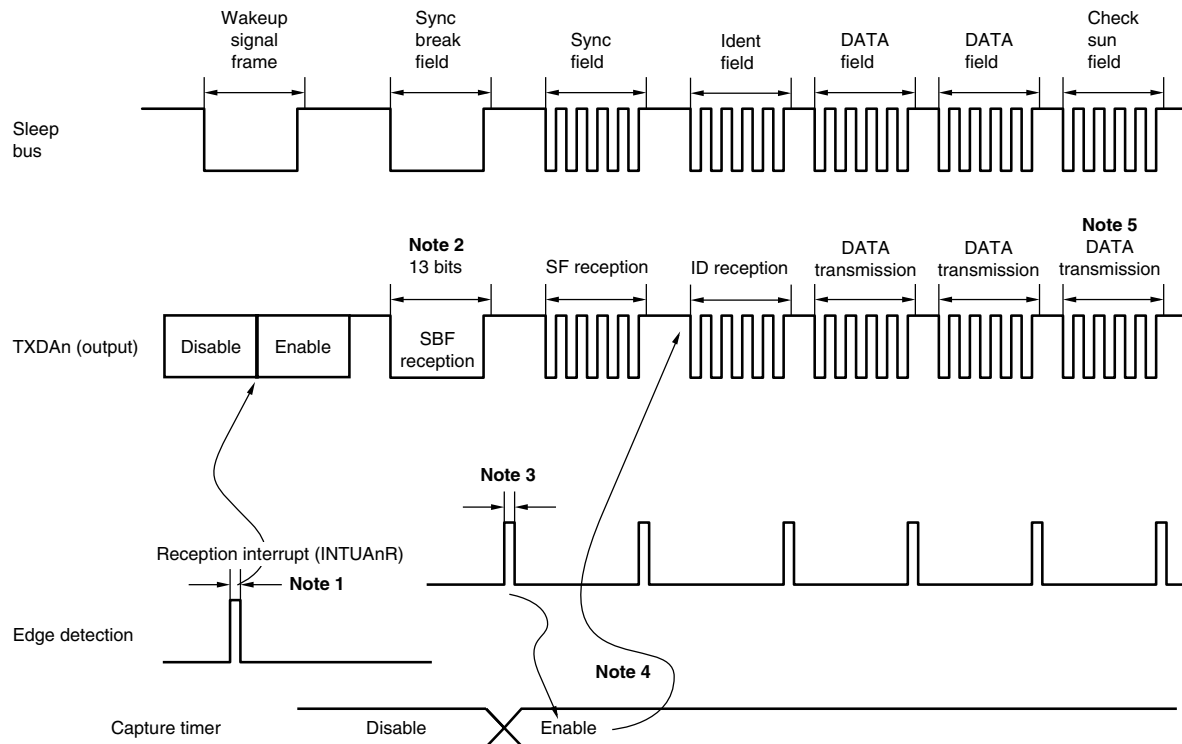 Wakeup
signal
frame
Sync
break
field
Sync
field
Ident
field
DATA
field
DATA
field
Check
sun
field
Sleep
bus
Note 2
13 bits
SF reception
ID reception
DATA
transmission
DATA
transmission
Note 5
DATA
transmission
TXDAn (output)
Disable
Enable
SBF
reception
Note 3
Reception interrupt (INTUAnR)
Note 1
Edge detection
Note 4
Capture timer
Disable
Enable